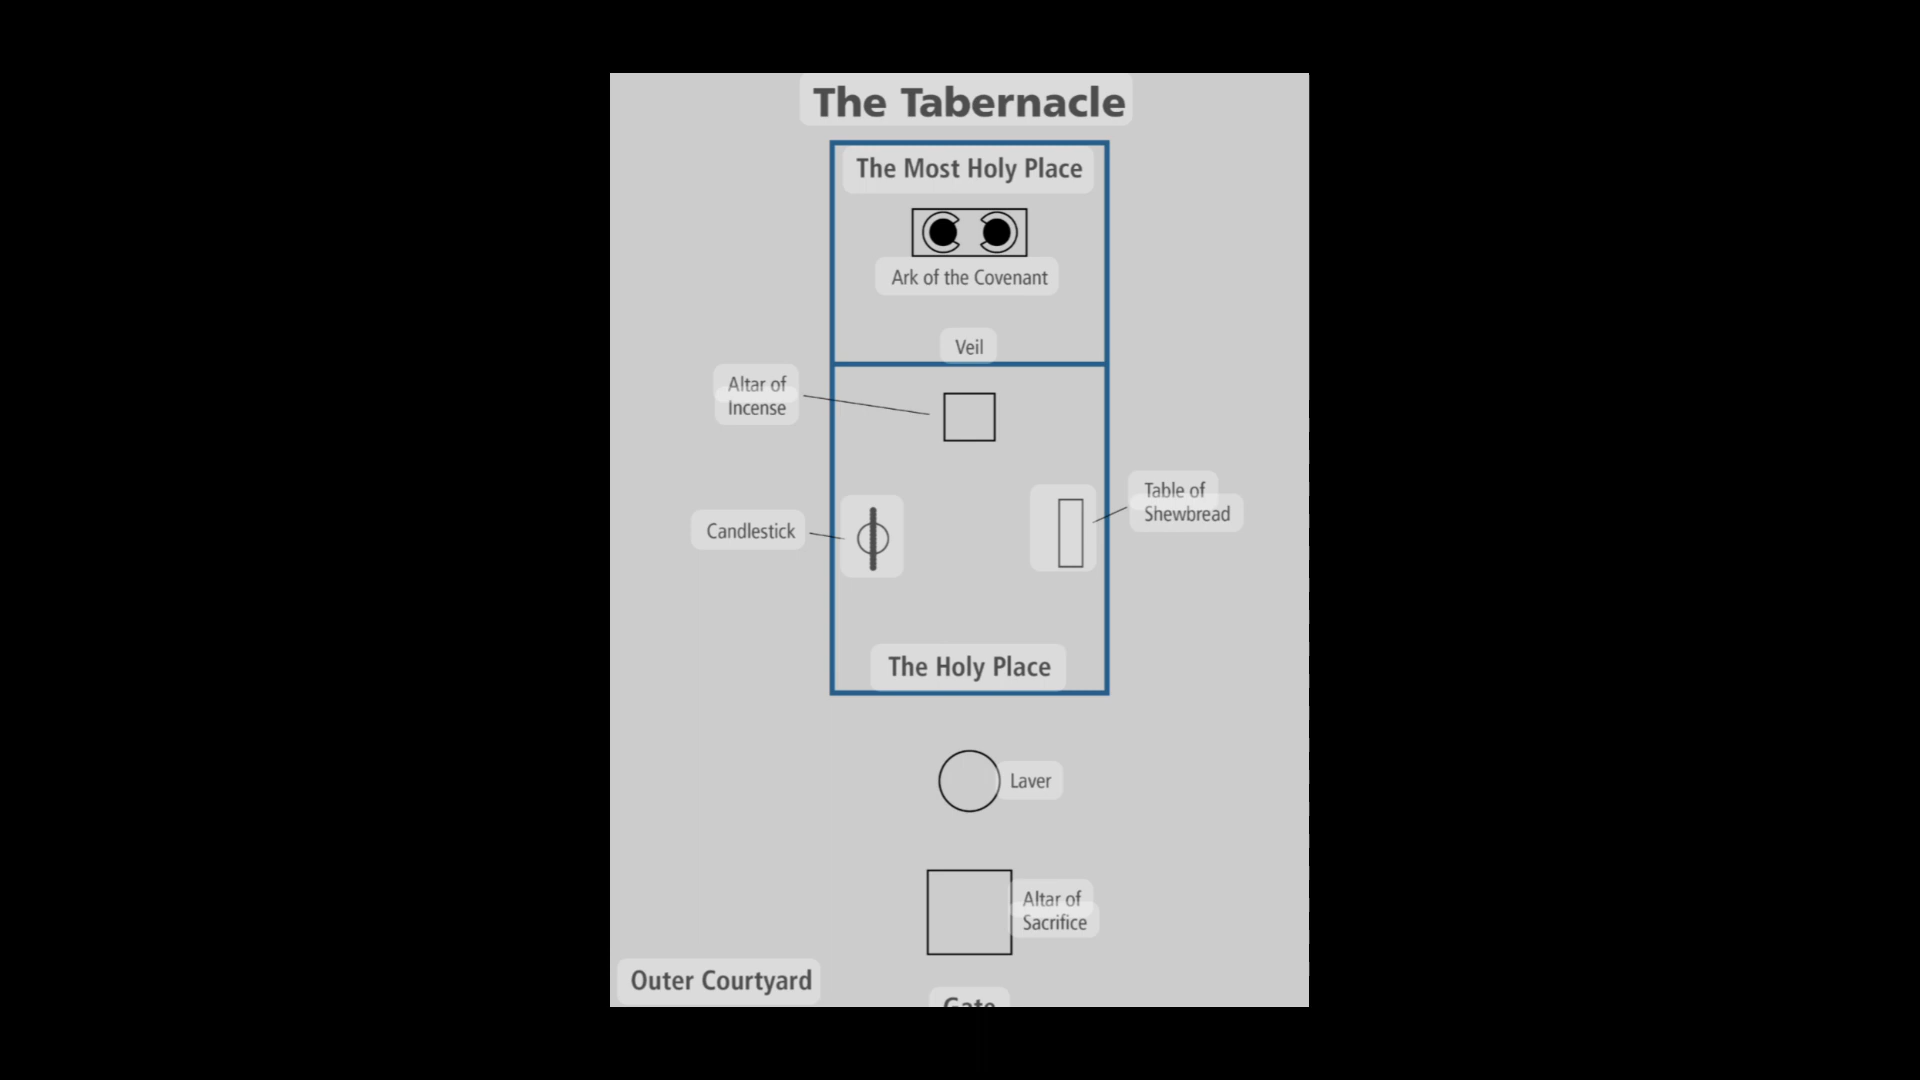 The Tabernacle
The Most Holy Place
Ark of the Covenant
Veil
Altar of
Incense
Table of
Shewbread
Candlestick
The Holy Place
Laver
Altar of
Sacrifice
Outer Courtyard
Gate